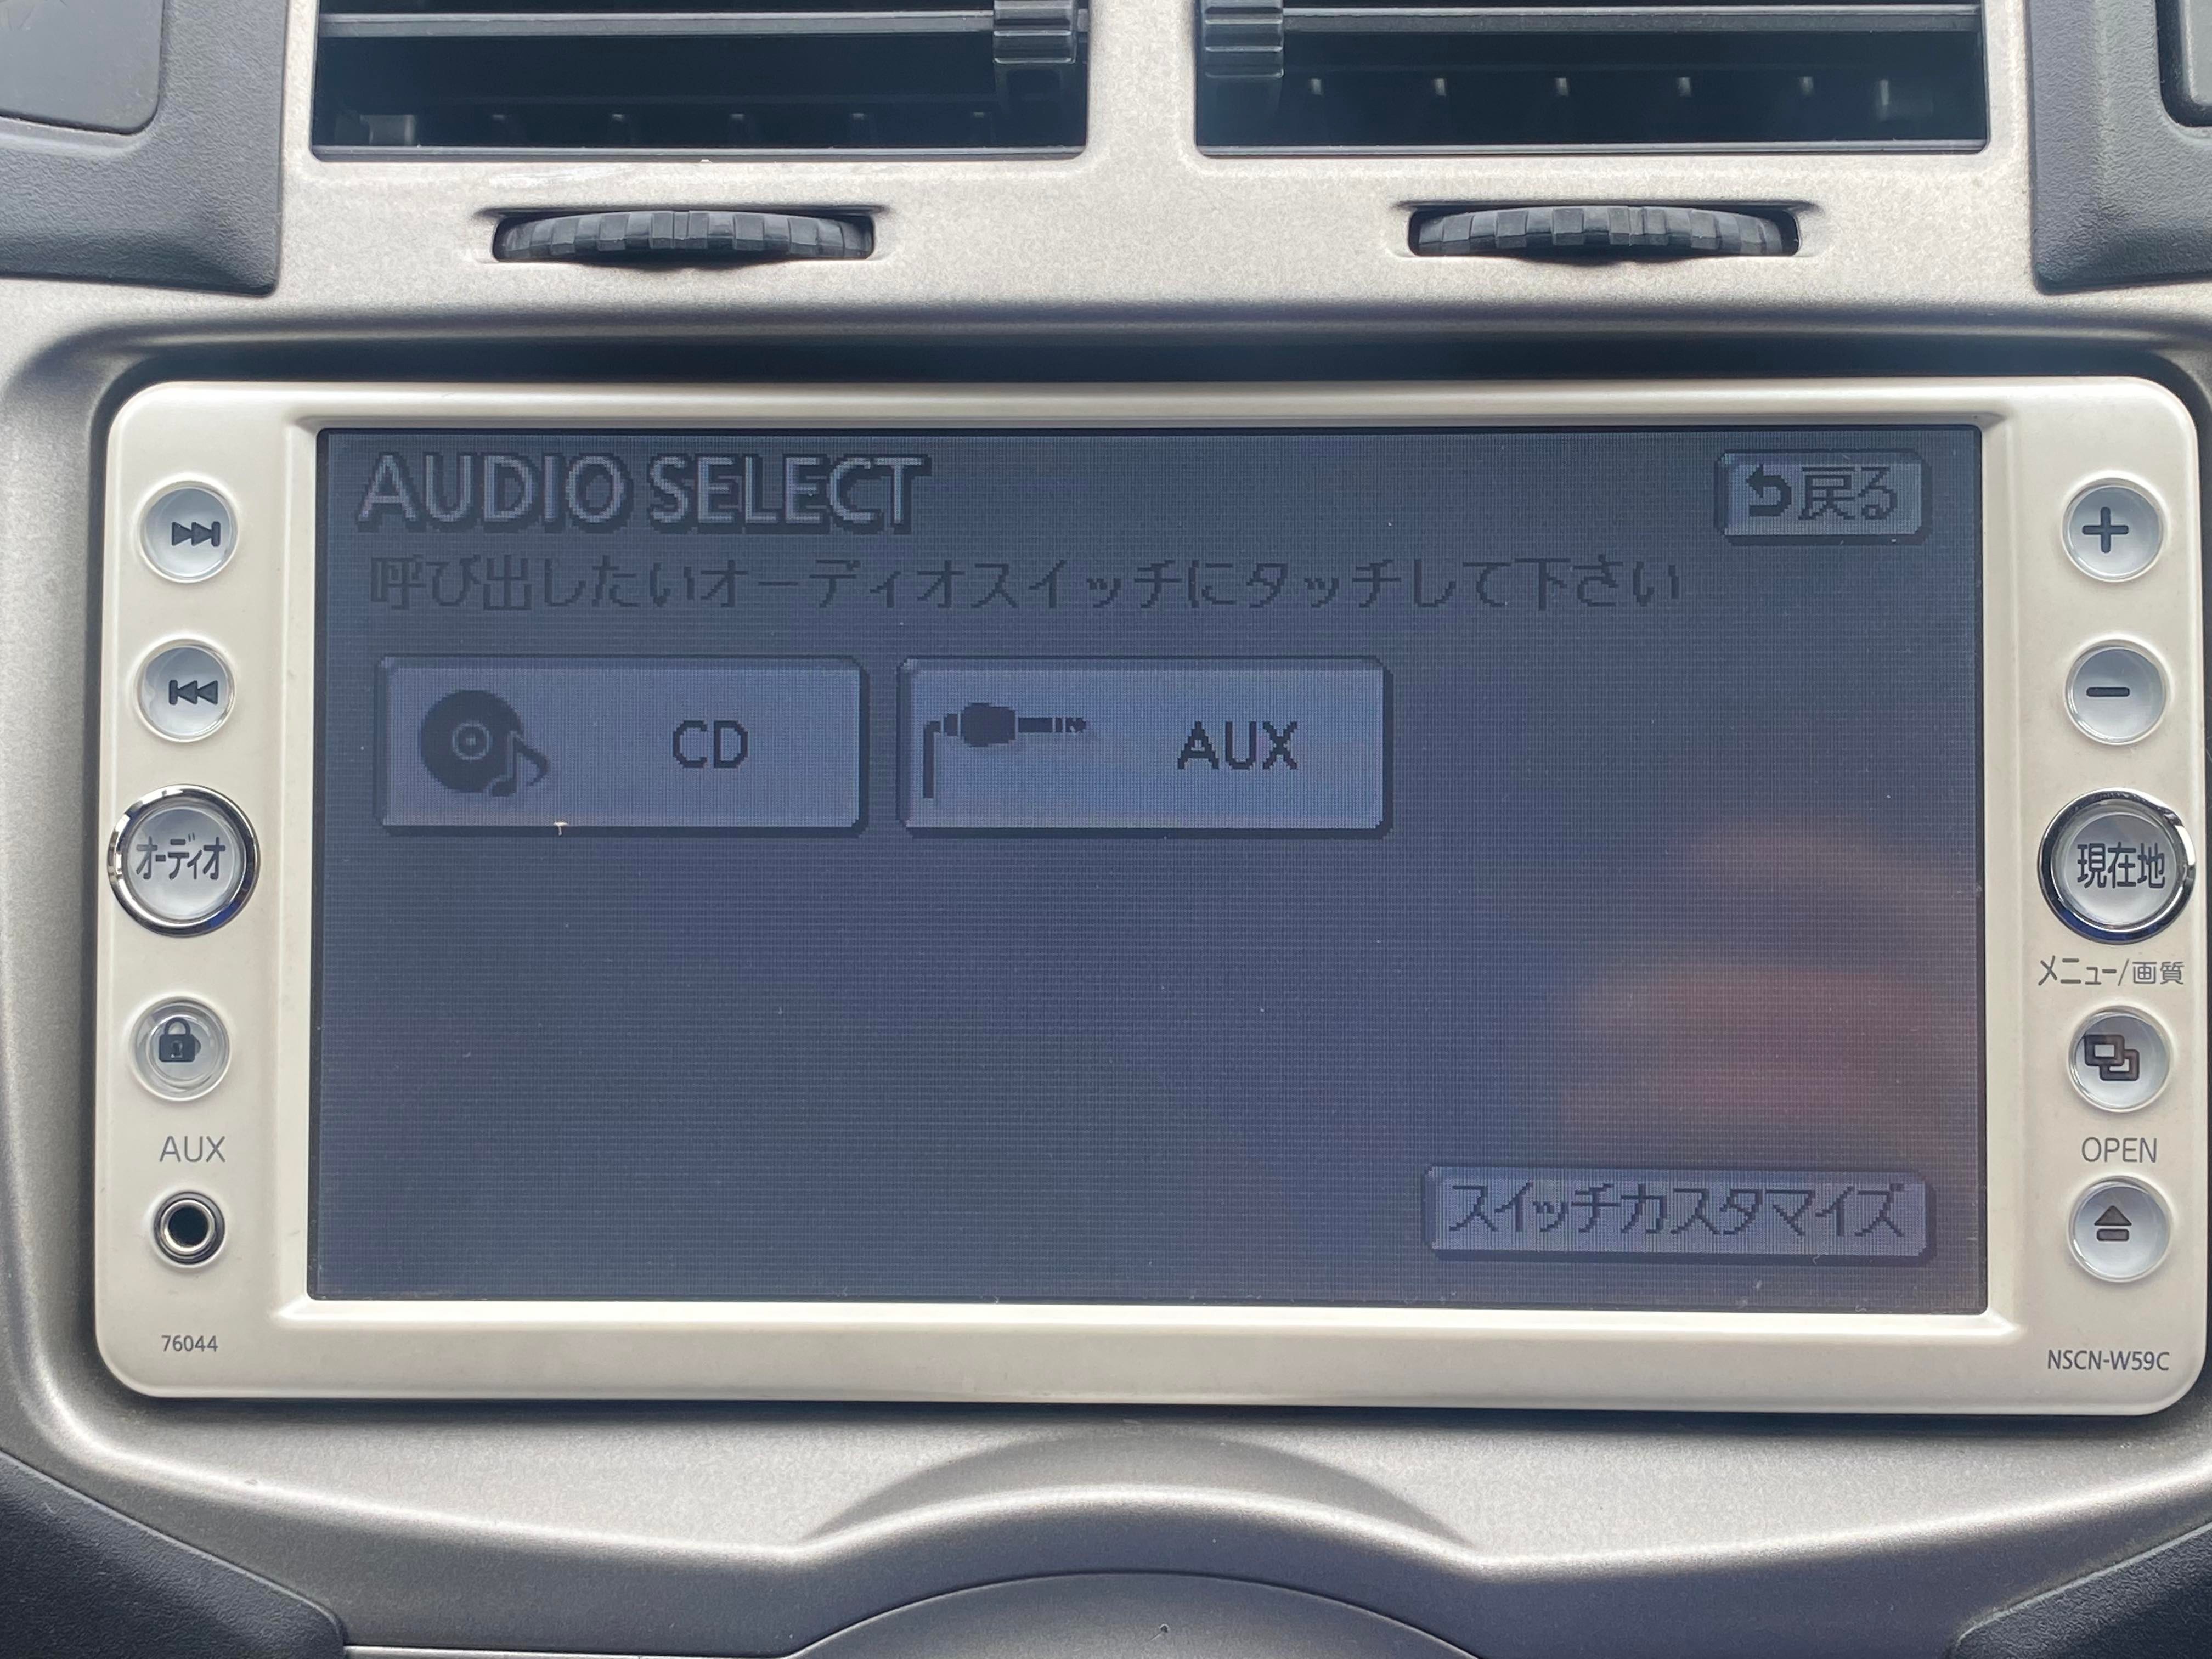 AUDIO SELECT
戻る
呼び出したいオーディオスイッチにタッチして下さい
CD
AUX
オーディオ
現在地
メニュー/画質
AUX
OPEN
スイッチカスタマイズ
76044
NSCN-W59C